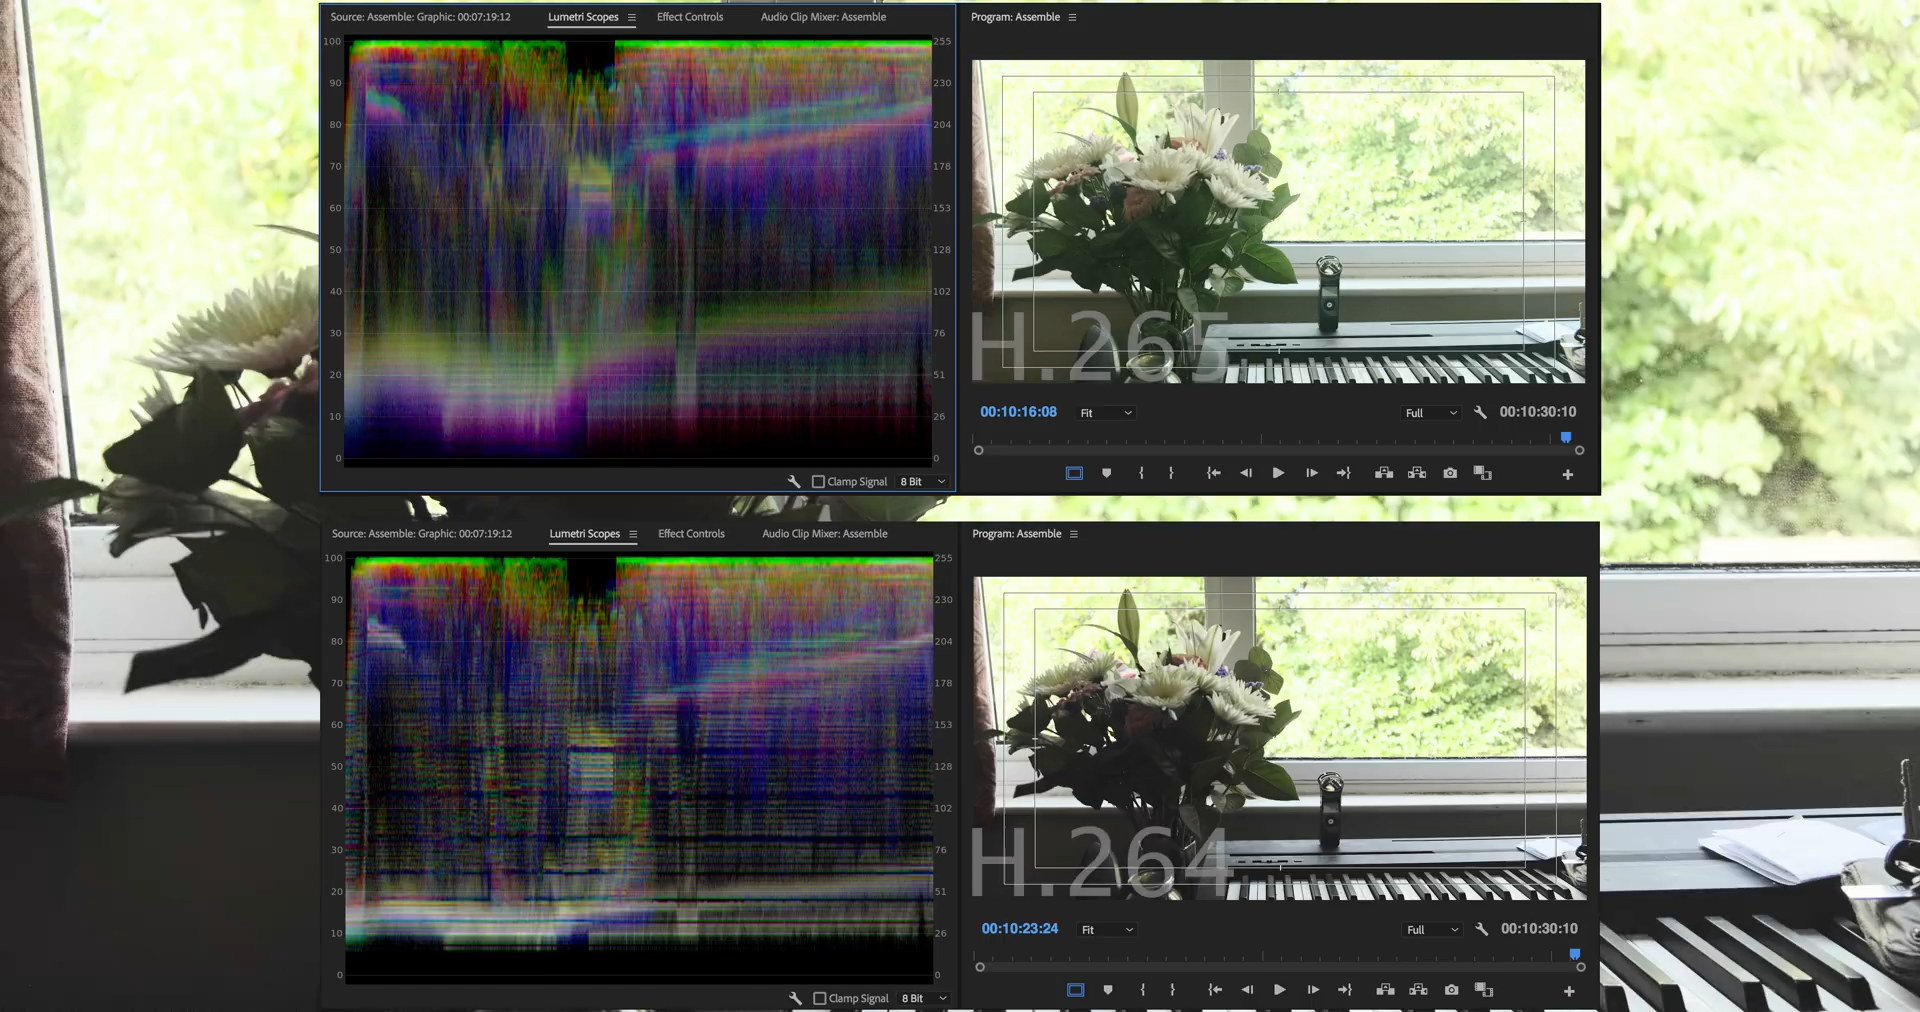 Source: Assemble: Graphic: 00:07:19:12
Lumetri Scopes
Effect Controls
Audio Clip Mixer: Assemble
Program: Assemble
100
90
80
70
60
50
40
30
20
10
0
255
230
204
178
153
128
102
76
51
26
0
H.265
Clamp Signal
8 Bit
00:10:16:08
Fit
Full
00:10:30:10
Source: Assemble: Graphic: 00:07:19:12
Lumetri Scopes
Effect Controls
Audio Clip Mixer: Assemble
Program: Assemble
100
90
80
70
60
50
40
30
20
10
0
255
230
204
178
153
128
102
76
51
26
0
H.264
Clamp Signal
8 Bit
00:10:23:24
Fit
Full
00:10:30:10